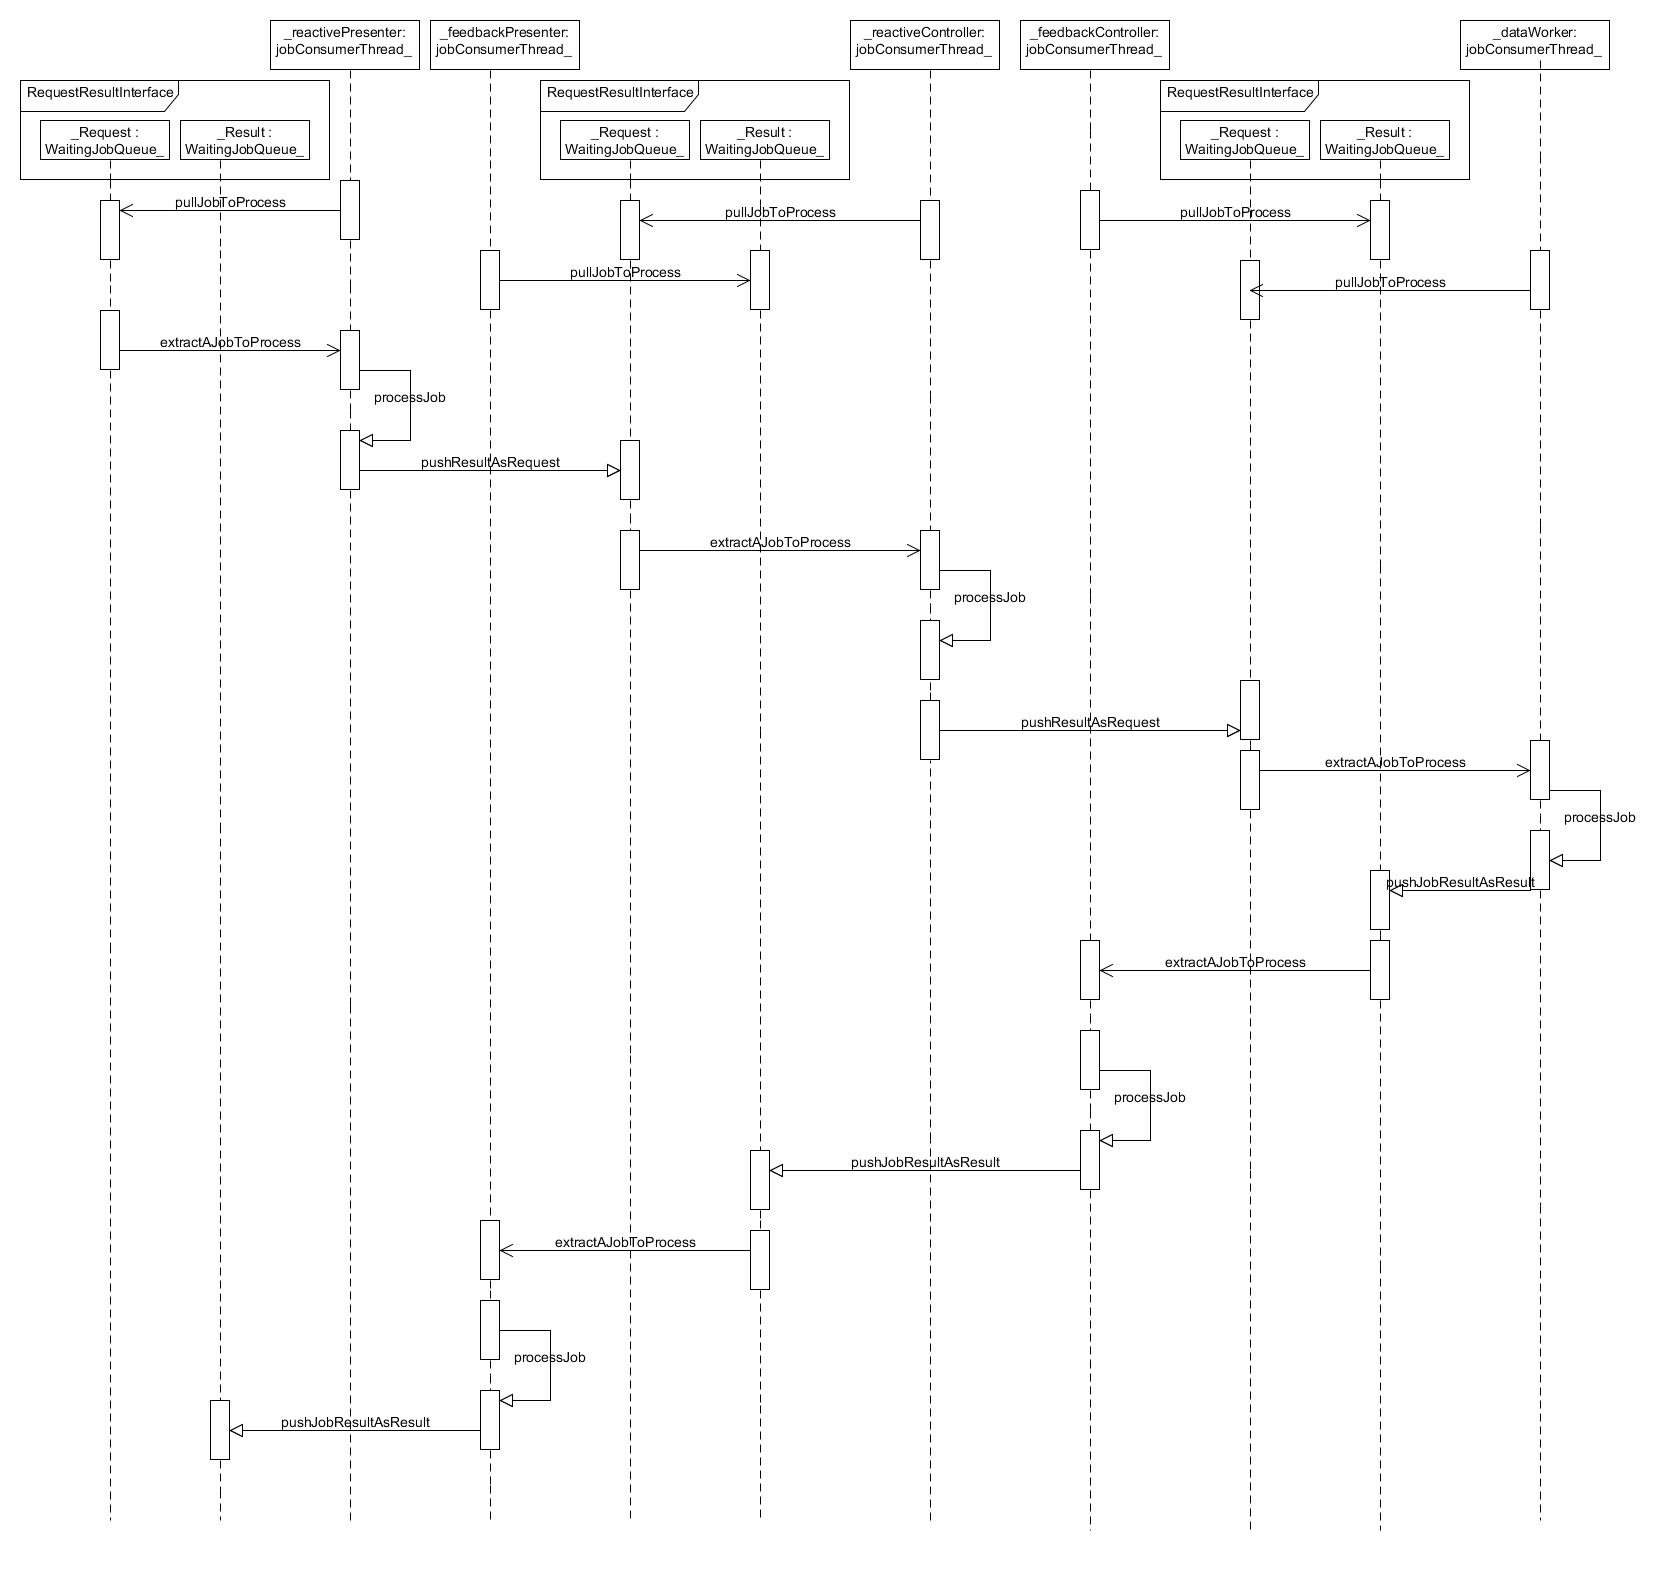 _reactivePresenter:
jobConsumerThread_
_feedbackPresenter:
jobConsumerThread_
_reactiveController:
jobConsumerThread_
_feedbackController:
jobConsumerThread_
_dataWorker:
jobConsumerThread_
RequestResultInterface
_Request :
WaitingJobQueue_
_Result :
WaitingJobQueue_
RequestResultInterface
_Request :
WaitingJobQueue_
_Result :
WaitingJobQueue_
RequestResultInterface
_Request :
WaitingJobQueue_
_Result :
WaitingJobQueue_
pullJobToProcess
pullJobToProcess
pullJobToProcess
pullJobToProcess
pullJobToProcess
extractAJobToProcess
processJob
pushResultAsRequest
extractAJobToProcess
processJob
pushResultAsRequest
extractAJobToProcess
processJob
pushJobResultAsResult
extractAJobToProcess
processJob
pushJobResultAsResult
extractAJobToProcess
processJob
pushJobResultAsResult